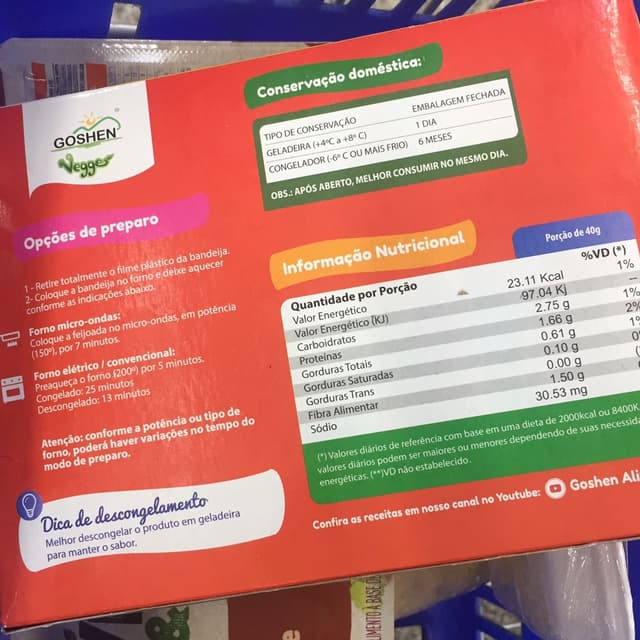 Conservação doméstica:
TIPO DE CONSERVAÇÃO EMBALAGEM FECHADA
GELADEIRA (+4ºC a +8º C) 1 DIA
CONGELADOR (-6º C OU MAIS FRIO) 6 MESES
OBS.: APÓS ABERTO, MELHOR CONSUMIR NO MESMO DIA.
GOSHEN
Vegges
Opções de preparo
1 - Retire totalmente o filme plástico da bandeija.
2- Coloque a bandeija no forno e deixe aquecer
conforme as indicações abaixo.
Forno micro-ondas:
Coloque a feijoada no micro-ondas, em potência
(150º), por 7 minutos.
Forno elétrico / convencional:
Preaqueça o forno (200º) por 5 minutos.
Congelado: 25 minutos
Descongelado: 13 minutos
Atenção: conforme a potência ou tipo de
forno, poderá haver variações no tempo do
modo de preparo.
Dica de descongelamento
Melhor descongelar o produto em geladeira
para manter o sabor.
Informação Nutricional
Porção de 40g
Quantidade por Porção %VD (*)
Valor Energético 23.11 Kcal 1%
Valor Energético (KJ) 97.04 Kj --
Carboidratos 2.75 g 1%
Proteínas 1.66 g 2%
Gorduras Totais 0.61 g
Gorduras Saturadas 0.10 g
Gorduras Trans 0.00 g
Fibra Alimentar 1.50 g
Sódio 30.53 mg
(*) Valores diários de referência com base em uma dieta de 2000kcal ou 8400K
valores diários podem ser maiores ou menores dependendo de suas
energéticas. (**)VD não estabelecido.
Confira as receitas em nosso canal no Youtube: Goshen Ali
&